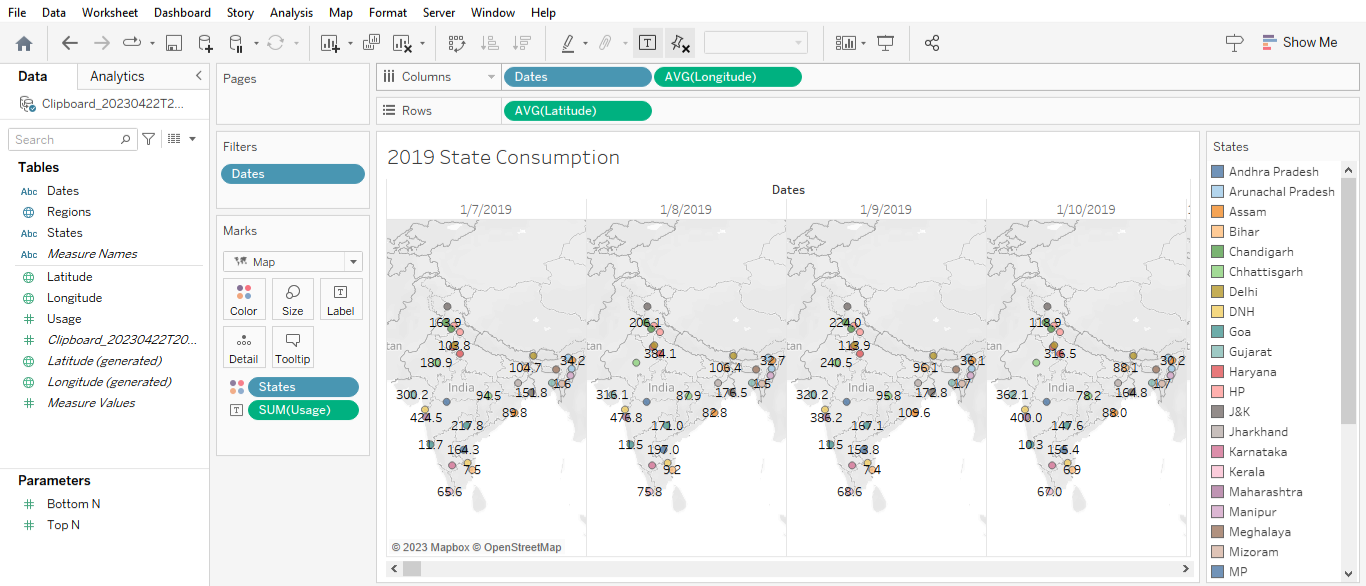 File Data Worksheet Dashboard Story Analysis Map Format Server Window Help
Show Me
Data Analytics
Clipboard_20230422T2...
Search
Tables
Abc Dates
Regions
Abc States
Abc Measure Names
Latitude
Longitude
Usage
Clipboard_20230422T20...
Latitude (generated)
Longitude (generated)
Measure Values
Parameters
Bottom N
Top N
Pages
Filters
Dates
Marks
Map
Color Size Label
Detail Tooltip
States
SUM(Usage)
Columns Dates AVG(Longitude)
Rows AVG(Latitude)
2019 State Consumption
Dates
1/7/2019 1/8/2019 1/9/2019 1/10/2019
163.9 206.1 224.0 118.9
103.8 384.1 113.9 316.5
180.9 104.7 34.2 106.4 32.7 240.5 96.1 36.1 88.1 30.2
India India India India
300.2 94.5 151.8 316.1 87.9 176.5 320.2 95.8 172.8 362.1 78.2 164.8
424.5 89.8 476.8 82.8 386.2 109.6 400.0 88.0
217.8 171.0 167.1 147.6
11.7 164.3 11.5 197.0 11.5 153.8 10.3 155.4
7.5 9.2 7.4 6.9
65.6 75.8 68.6 67.0
© 2023 Mapbox © OpenStreetMap
States
Andhra Pradesh
Arunachal Pradesh
Assam
Bihar
Chandigarh
Chhattisgarh
Delhi
DNH
Goa
Gujarat
Haryana
HP
J&K
Jharkhand
Karnataka
Kerala
Maharashtra
Manipur
Meghalaya
Mizoram
MP